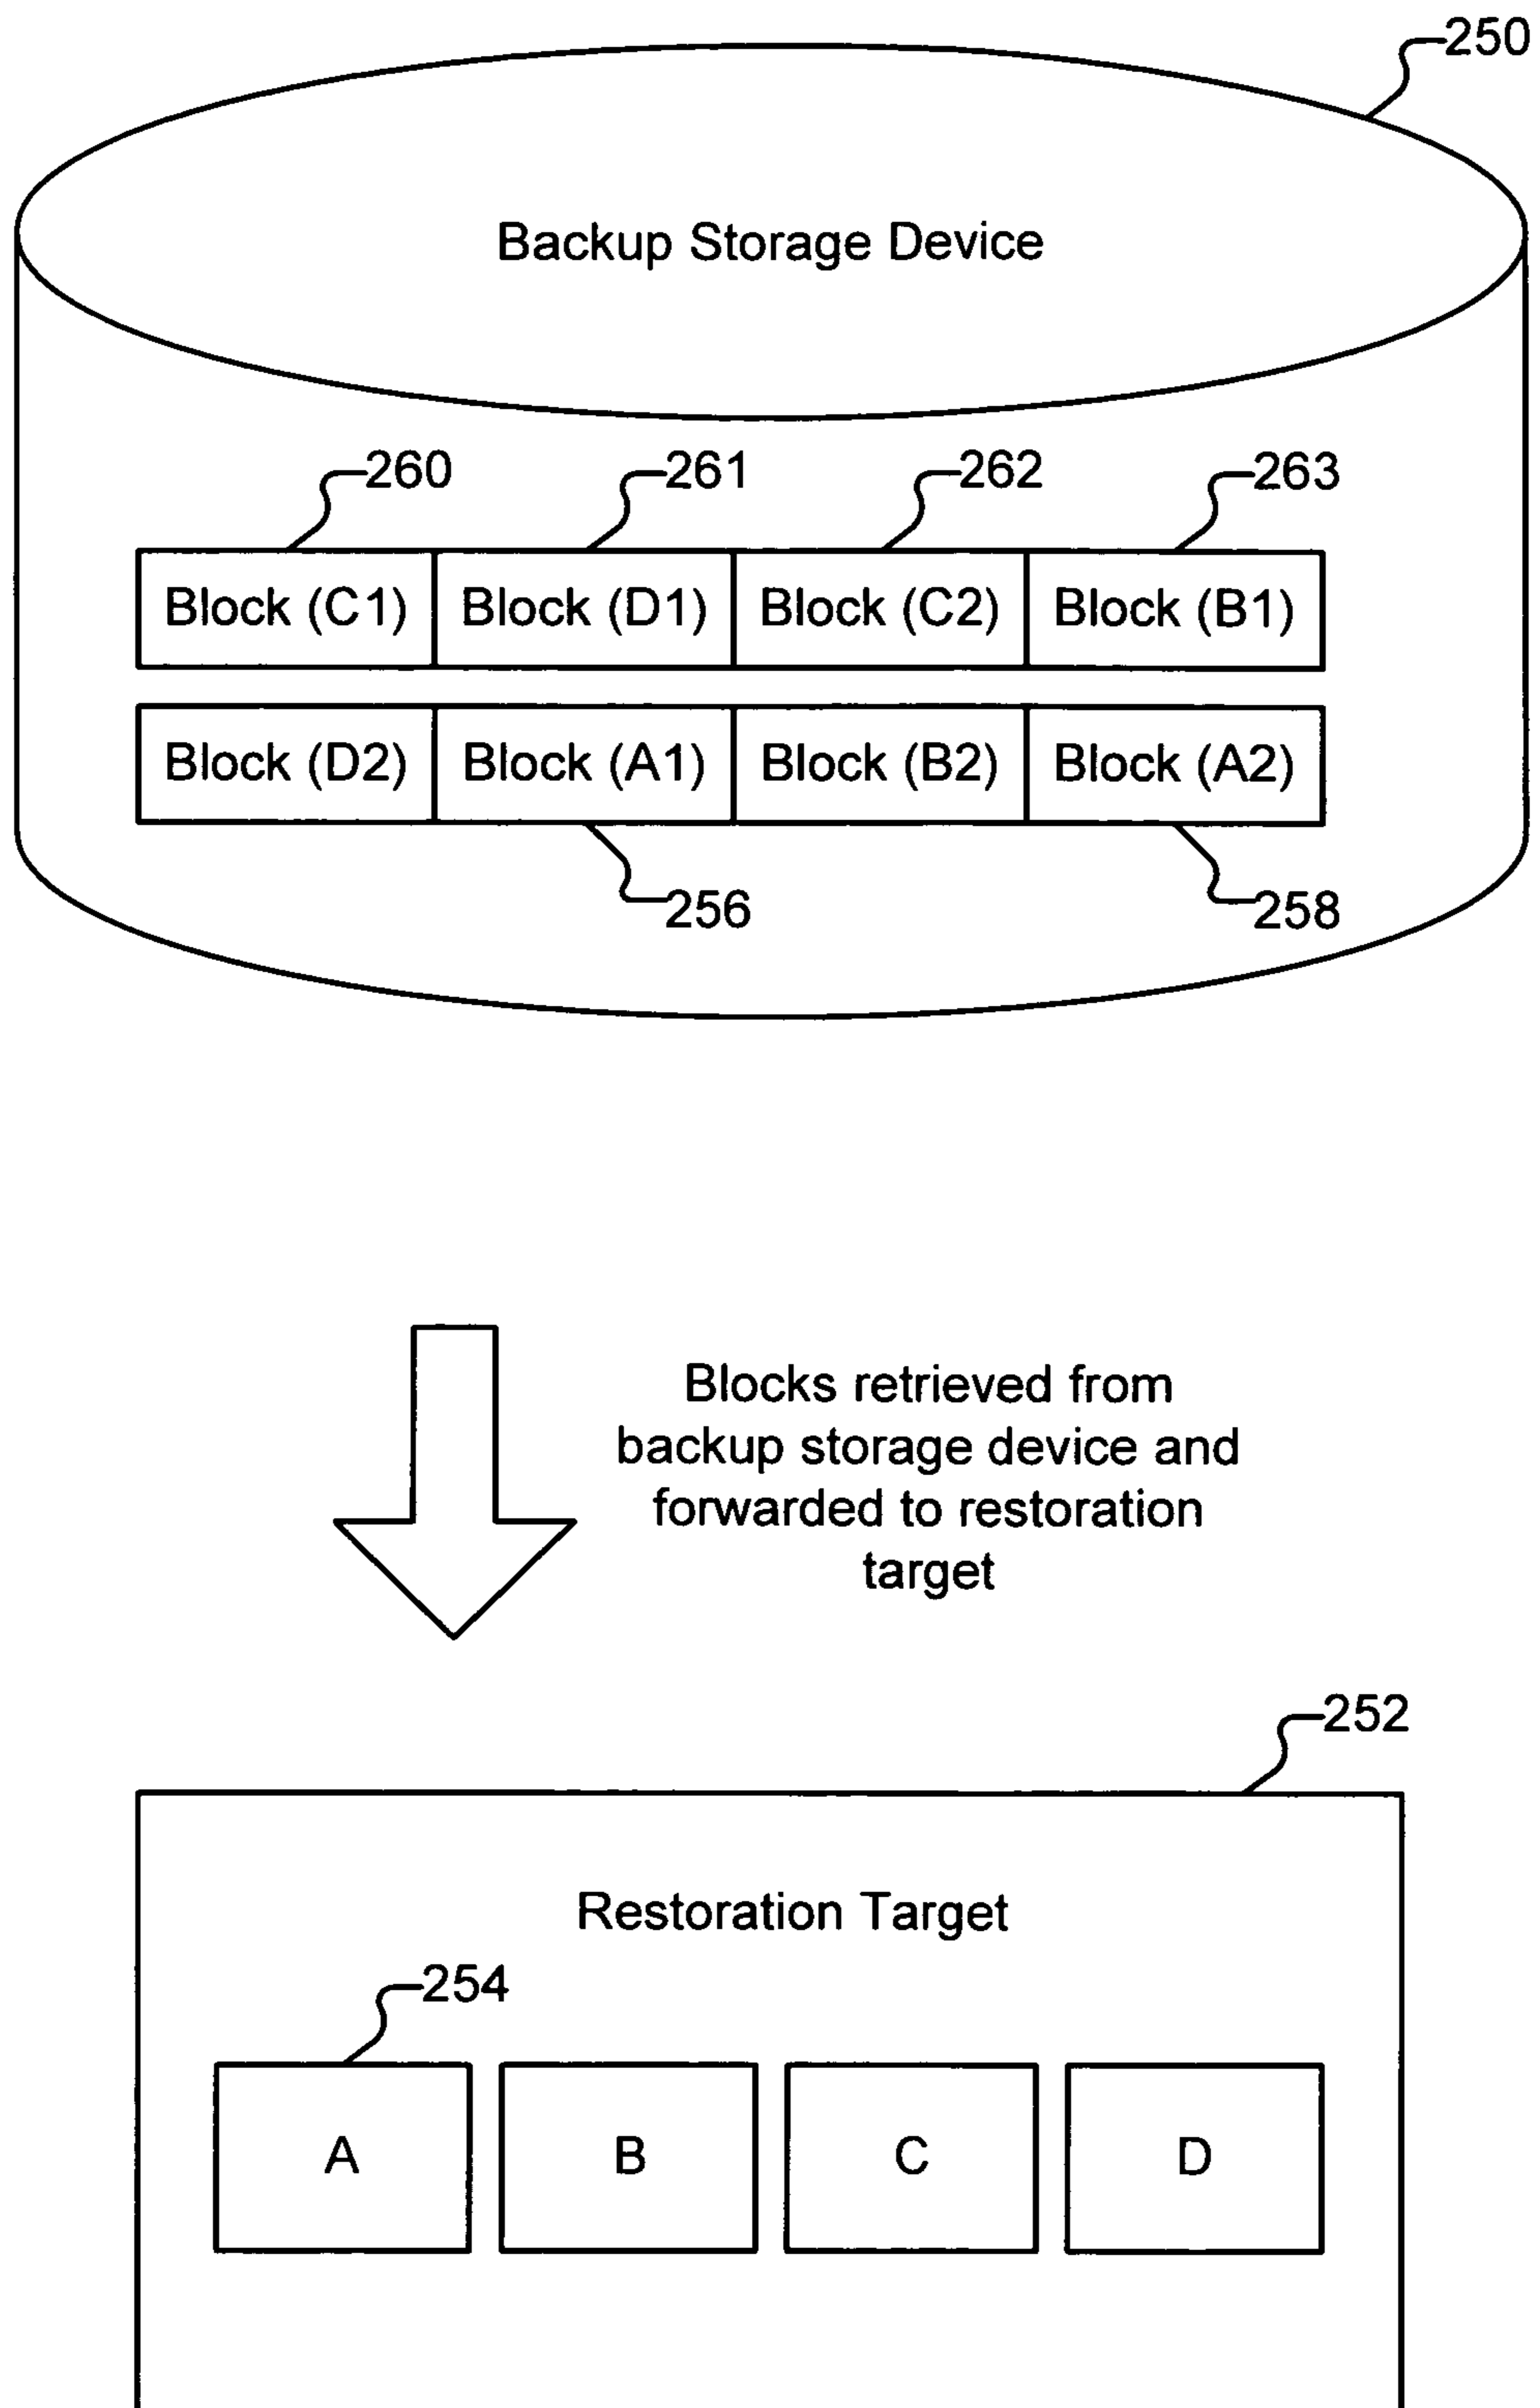 250
Backup Storage Device
260
261
262
263
Block (C1)
Block (D1)
Block (C2)
Block (B1)
Block (D2)
Block (A1)
Block (B2)
Block (A2)
256
258
Blocks retrieved from
backup storage device and
forwarded to restoration
target
252
Restoration Target
254
A
B
C
D